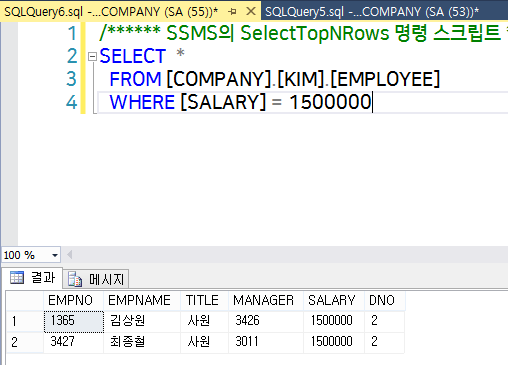 SQLQuery6.sql -...COMPANY (SA (55))* SQLQuery5.sql -...COMPANY (SA (53))*
1 /****** SSMS의 SelectTopNRows 명령 스크립트
2 SELECT *
3 FROM [COMPANY].[KIM].[EMPLOYEE]
4 WHERE [SALARY] = 1500000
100 %
결과 메시지
EMPNO EMPNAME TITLE MANAGER SALARY DNO
1 1365 김상원 사원 3426 1500000 2
2 3427 최종철 사원 3011 1500000 2